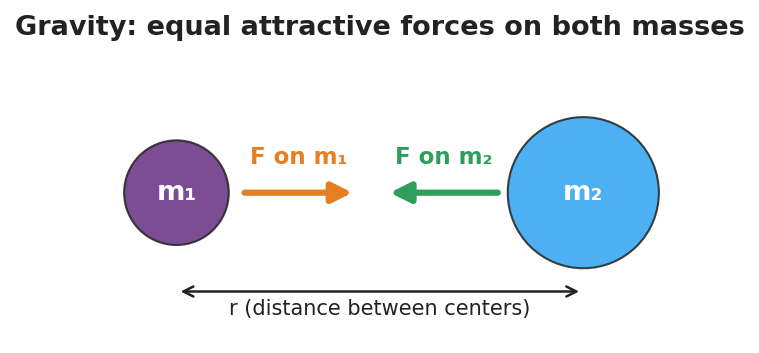 Gravity: equal attractive forces on both masses
F on m₁
F on m₂
m₁
m₂
r (distance between centers)